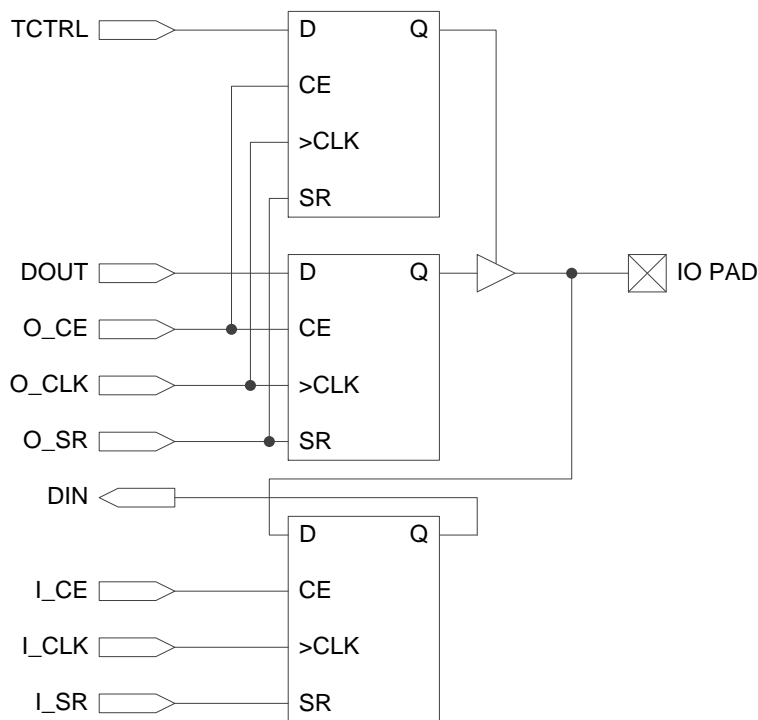 TCTRL
D Q
CE
>CLK
SR
DOUT
D Q
IO PAD
O_CE
CE
O_CLK
>CLK
O_SR
SR
DIN
D Q
I_CE
CE
I_CLK
>CLK
I_SR
SR